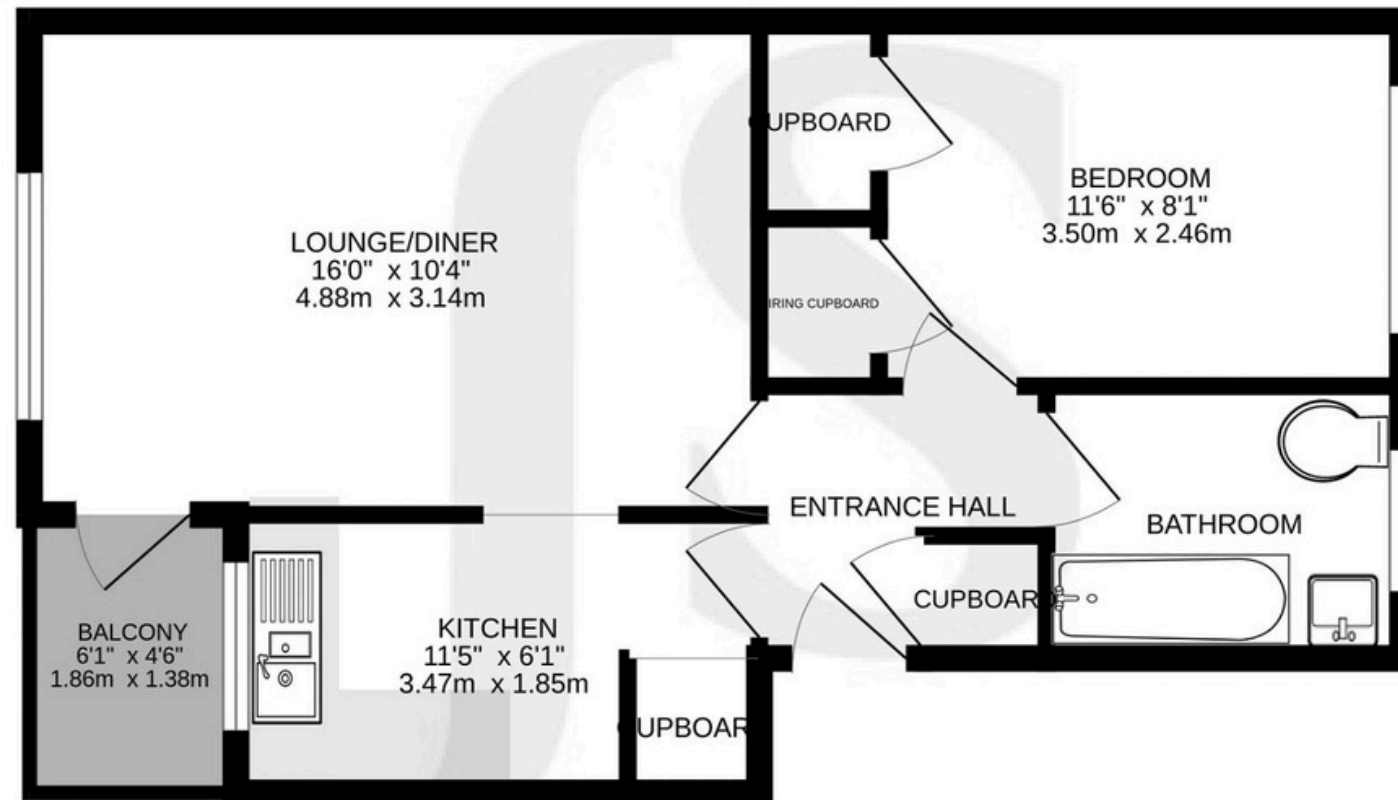 CUPBOARD
BEDROOM
11'6" x 8'1"
3.50m x 2.46m
LOUNGE/DINER
16'0" x 10'4"
4.88m x 3.14m
IRING CUPBOARD
ENTRANCE HALL
BATHROOM
CUPBOARD
BALCONY
6'1" x 4'6"
1.86m x 1.38m
KITCHEN
11'5" x 6'1"
3.47m x 1.85m
CUPBOAR